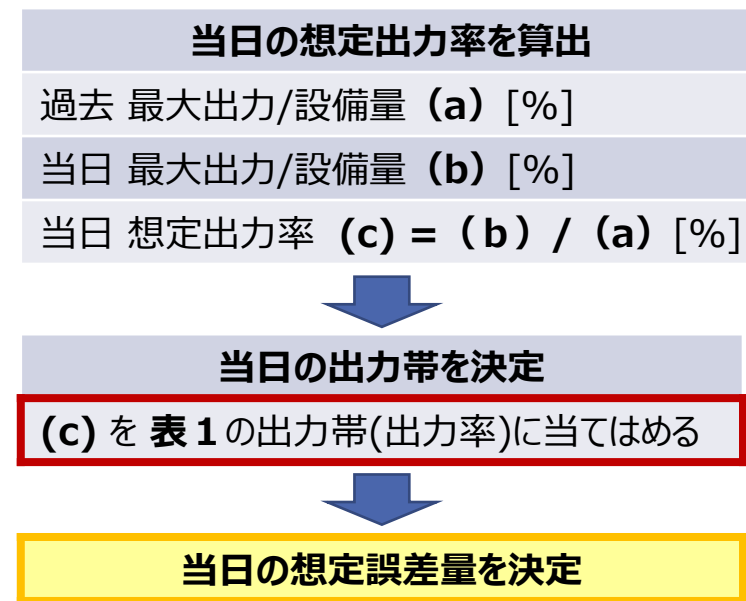 当日の想定出力率を算出
過去 最大出力/設備量（a）[%]
当日 最大出力/設備量（b）[%]
当日 想定出力率 (c) =（ｂ）/（a）[%]
当日の出力帯を決定
(c) を 表１の出力帯(出力率)に当てはめる
当日の想定誤差量を決定